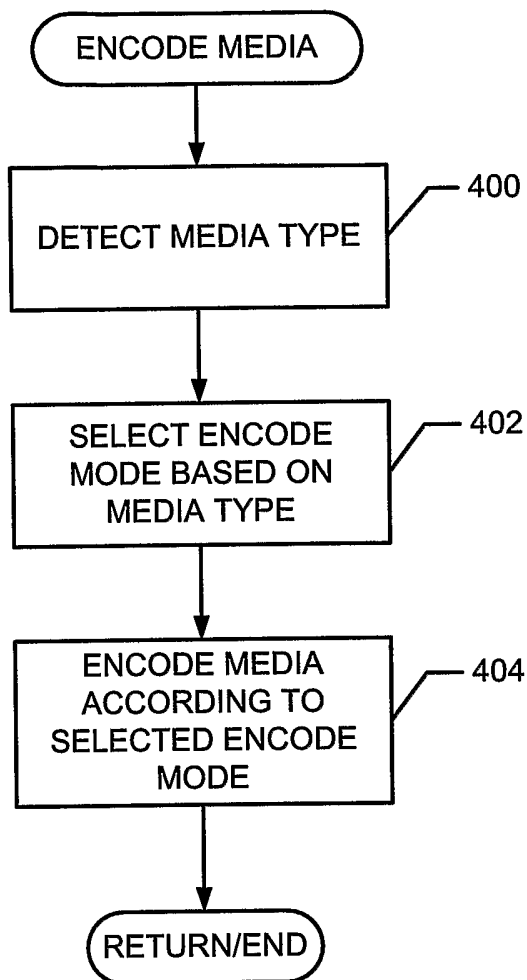 ENCODE MEDIA
400
DETECT MEDIA TYPE
402
SELECT ENCODE
MODE BASED ON
MEDIA TYPE
404
ENCODE MEDIA
ACCORDING TO
SELECTED ENCODE
MODE
RETURN/END